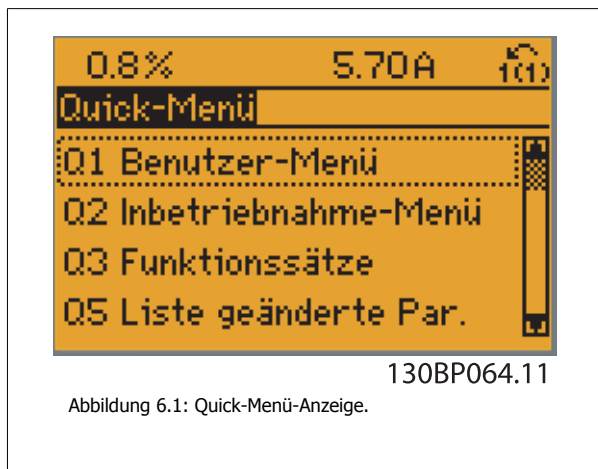 0.8% 5.70A 1(1)
Quick-Menü
Q1 Benutzer-Menü
Q2 Inbetriebnahme-Menü
Q3 Funktionssätze
Q5 Liste geänderte Par.
130BP064.11
Abbildung 6.1: Quick-Menü-Anzeige.